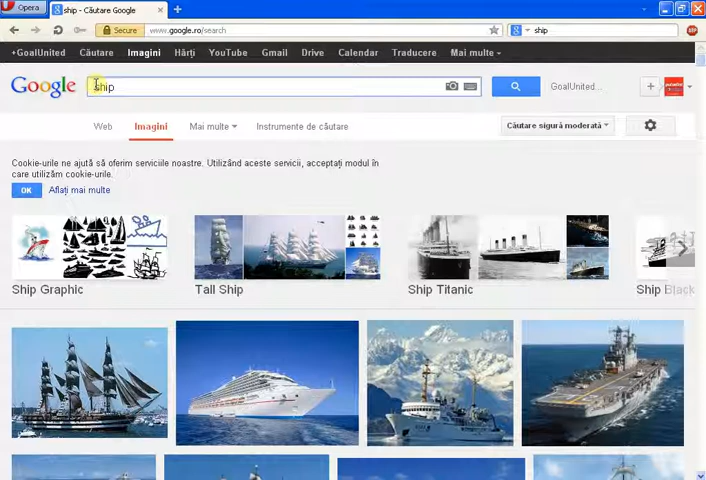 Opera
ship - Căutare Google
Secure
www.google.ro/search
ship
+GoalUnited Căutare Imagini Hărți YouTube Gmail Drive Calendar Traducere Mai multe
Google
ship
GoalUnited...
Web Imagini Mai multe Instrumente de căutare
Căutare sigură moderată
Cookie-urile ne ajută să oferim serviciile noastre. Utilizând aceste servicii, acceptați modul în
care utilizăm cookie-urile.
OK Aflați mai multe
Ship Graphic
Tall Ship
Ship Titanic
Ship Black